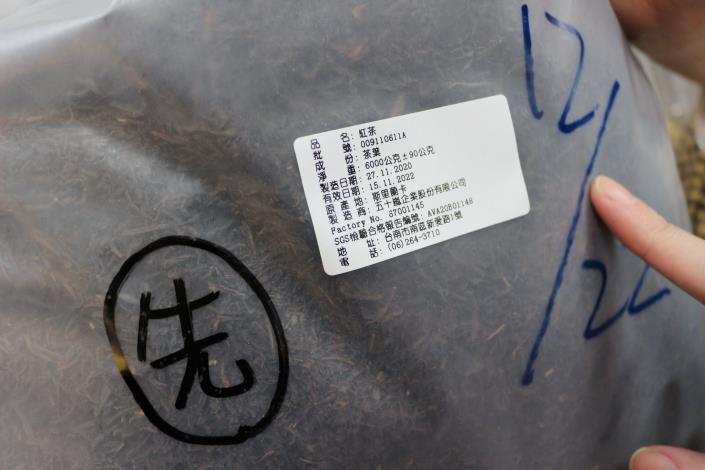 品 名: 紅茶
批 號: 009110611A
成 份: 茶葉
淨 重: 6000公克±90公克
製造日期: 27.11.2020
有效日期: 15.11.2022
原 產 地: 斯里蘭卡
製 造 商: 五十嵐企業股份有限公司
Factory No. 87001145
SGS檢驗合格報告編號: AVA20B01148
地 址: 台南市南區新愛路1號
電 話: (06)264-3710
12/22
先